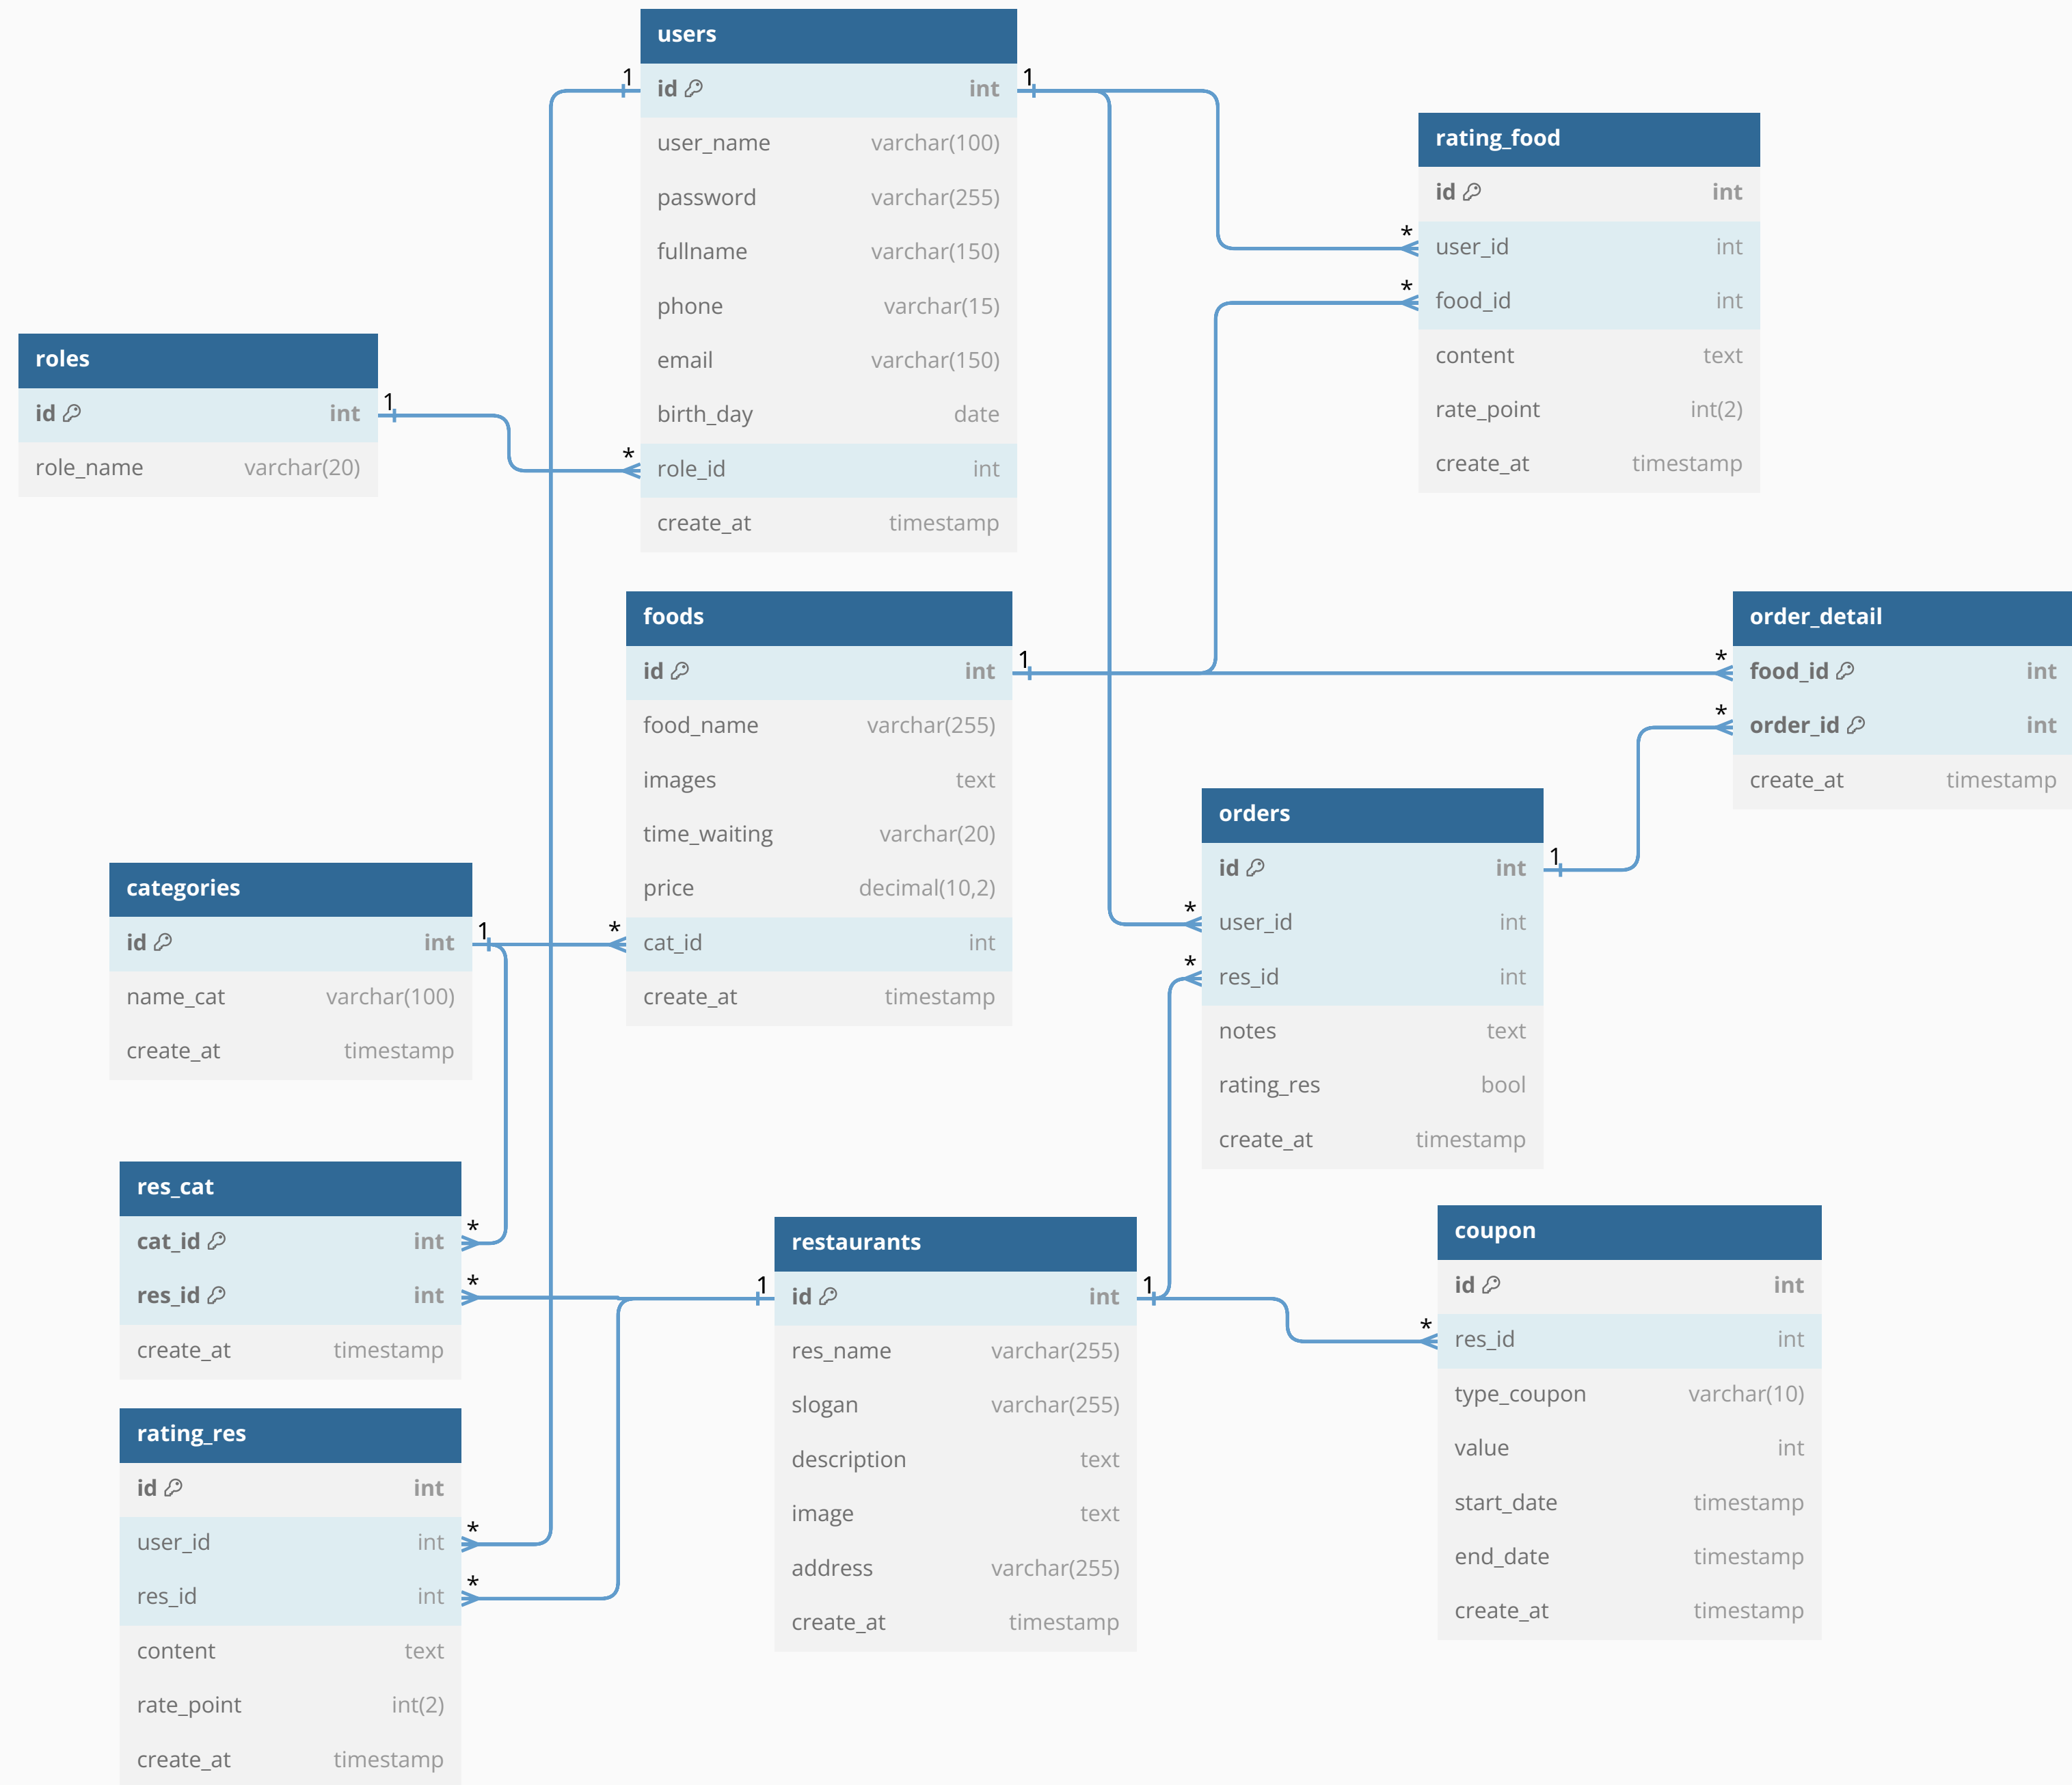 users
1
id int
1
user_name varchar(100)
password varchar(255)
fullname varchar(150)
phone varchar(15)
email varchar(150)
birth_day date
*
role_id int
create_at timestamp
rating_food
id int
*
user_id int
*
food_id int
content text
rate_point int(2)
create_at timestamp
roles
id int
1
role_name varchar(20)
foods
id int
1
food_name varchar(255)
images text
time_waiting varchar(20)
price decimal(10,2)
*
cat_id int
create_at timestamp
order_detail
*
food_id int
*
order_id int
create_at timestamp
orders
id int
1
*
user_id int
*
res_id int
notes text
rating_res bool
create_at timestamp
categories
id int
1
name_cat varchar(100)
create_at timestamp
res_cat
cat_id int
*
res_id int
*
create_at timestamp
restaurants
1
id int
1
res_name varchar(255)
slogan varchar(255)
description text
image text
address varchar(255)
create_at timestamp
coupon
id int
*
res_id int
type_coupon varchar(10)
value int
start_date timestamp
end_date timestamp
create_at timestamp
rating_res
id int
user_id int
*
res_id int
*
content text
rate_point int(2)
create_at timestamp